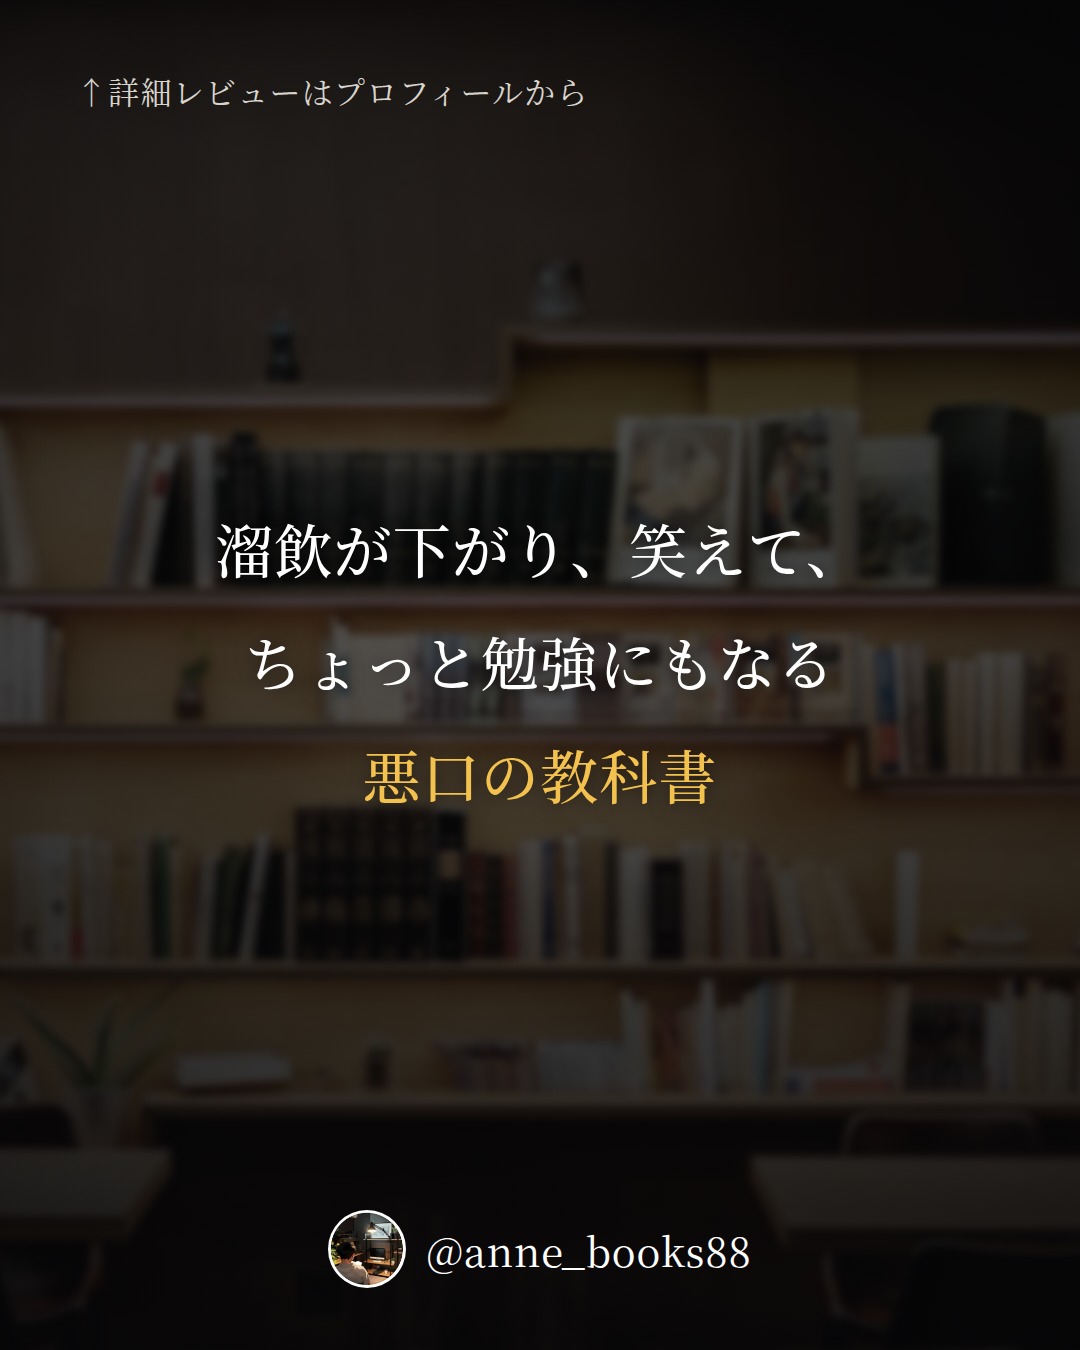 ↑詳細レビューはプロフィールから
溜飲が下がり、笑えて、
ちょっと勉強にもなる
悪口の教科書
@anne_books88